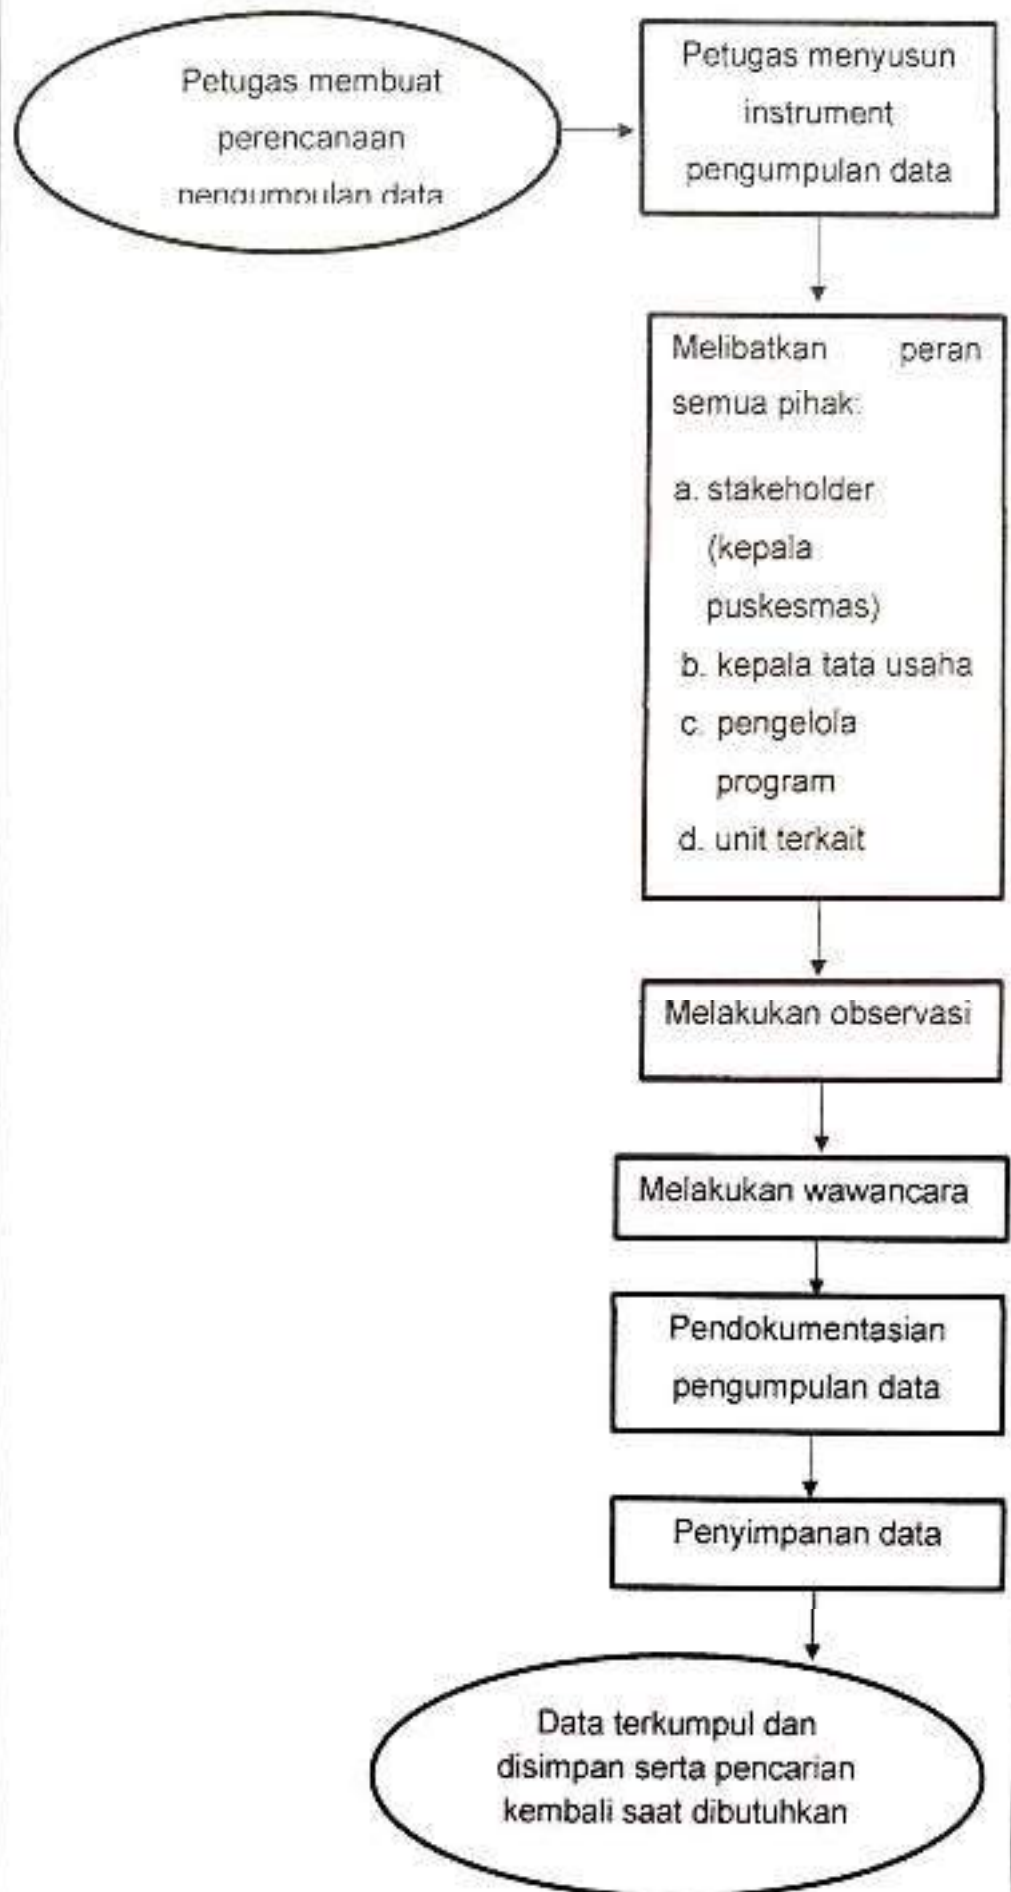 Petugas membuat
perencanaan
pengumpulan data
Petugas menyusun
instrument
pengumpulan data
Melibatkan peran
semua pihak:
a. stakeholder
(kepala
puskesmas)
b. kepala tata usaha
c. pengelola
program
d. unit terkait
Melakukan observasi
Melakukan wawancara
Pendokumentasian
pengumpulan data
Penyimpanan data
Data terkumpul dan
disimpan serta pencarian
kembali saat dibutuhkan